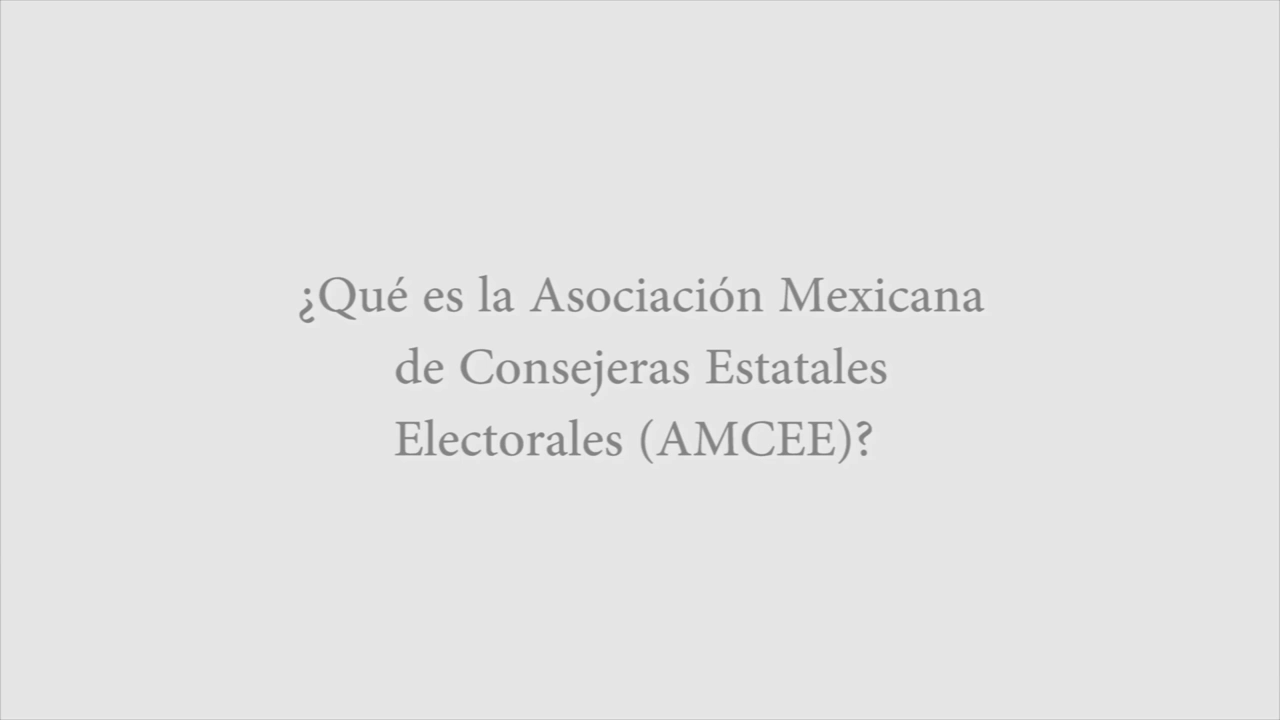 ¿Qué es la Asociación Mexicana
de Consejeras Estatales
Electorales (AMCEE)?